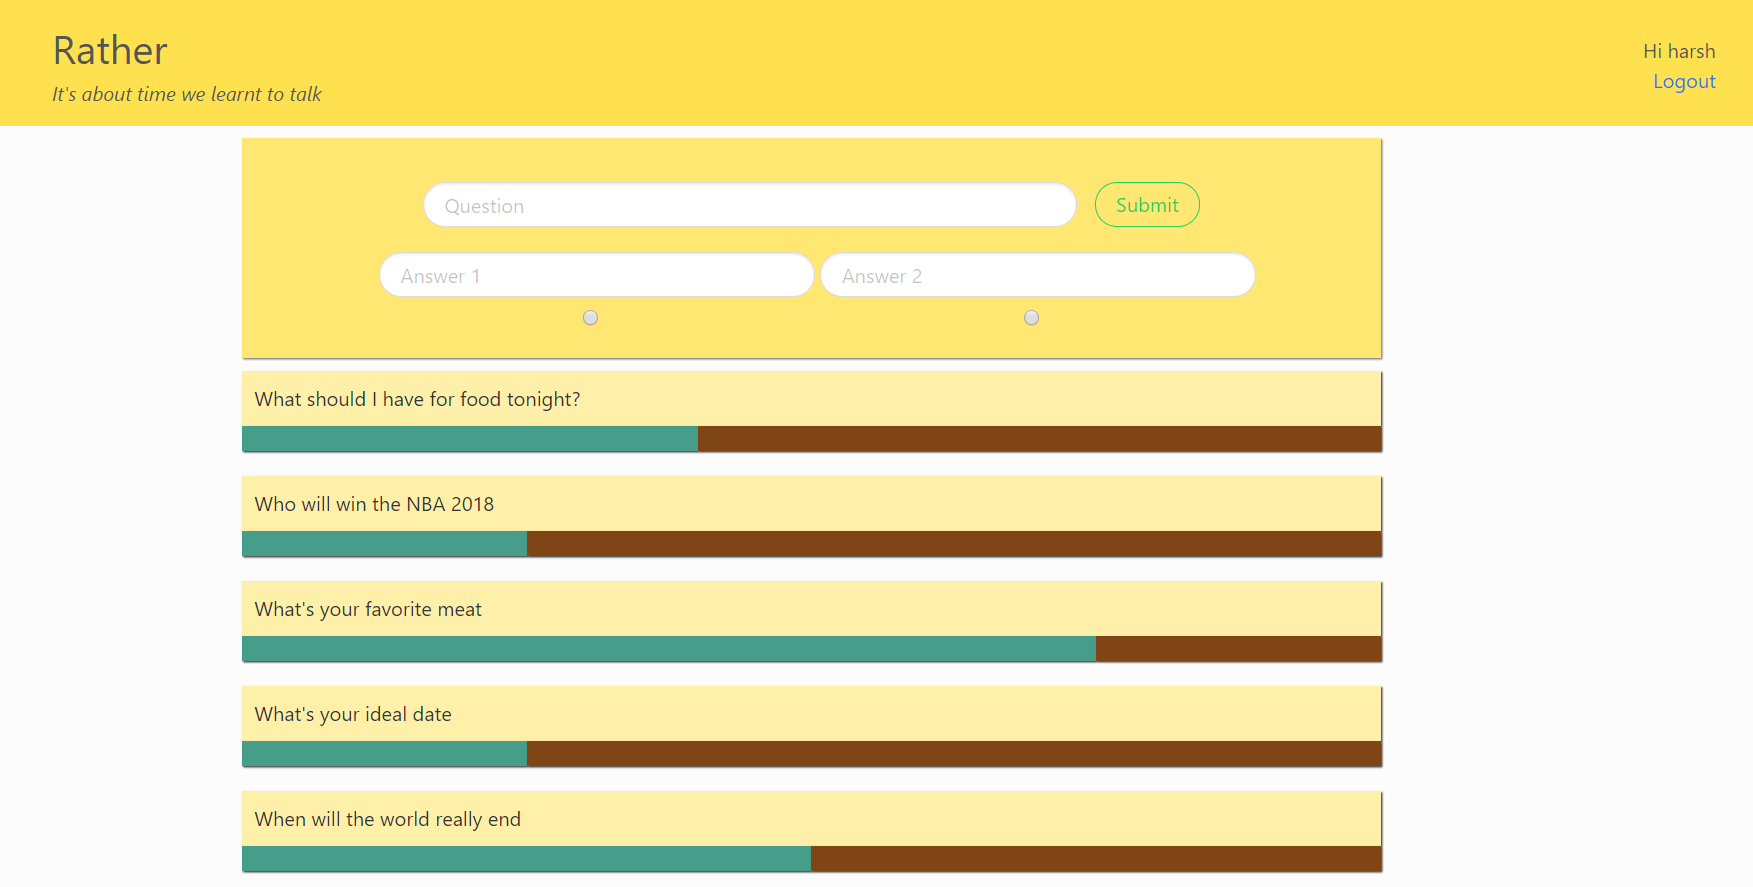 Rather
It's about time we learnt to talk
Hi harsh
Logout
Question
Submit
Answer 1
Answer 2
What should I have for food tonight?
Who will win the NBA 2018
What's your favorite meat
What's your ideal date
When will the world really end